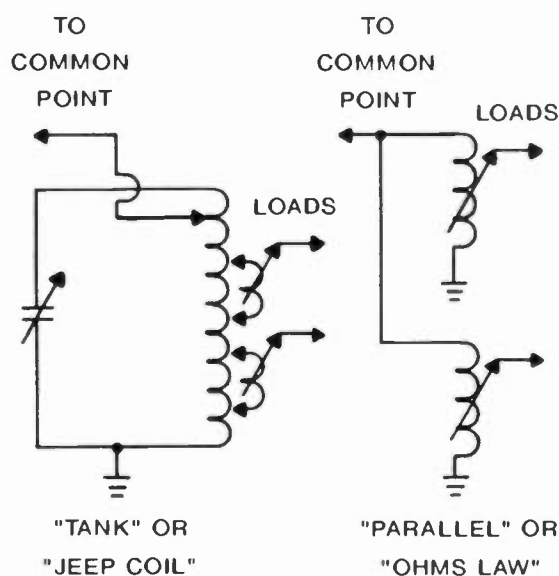 TO
COMMON
POINT
LOADS
"TANK" OR
"JEEP COIL"
TO
COMMON
POINT
LOADS
"PARALLEL" OR
"OHMS LAW"